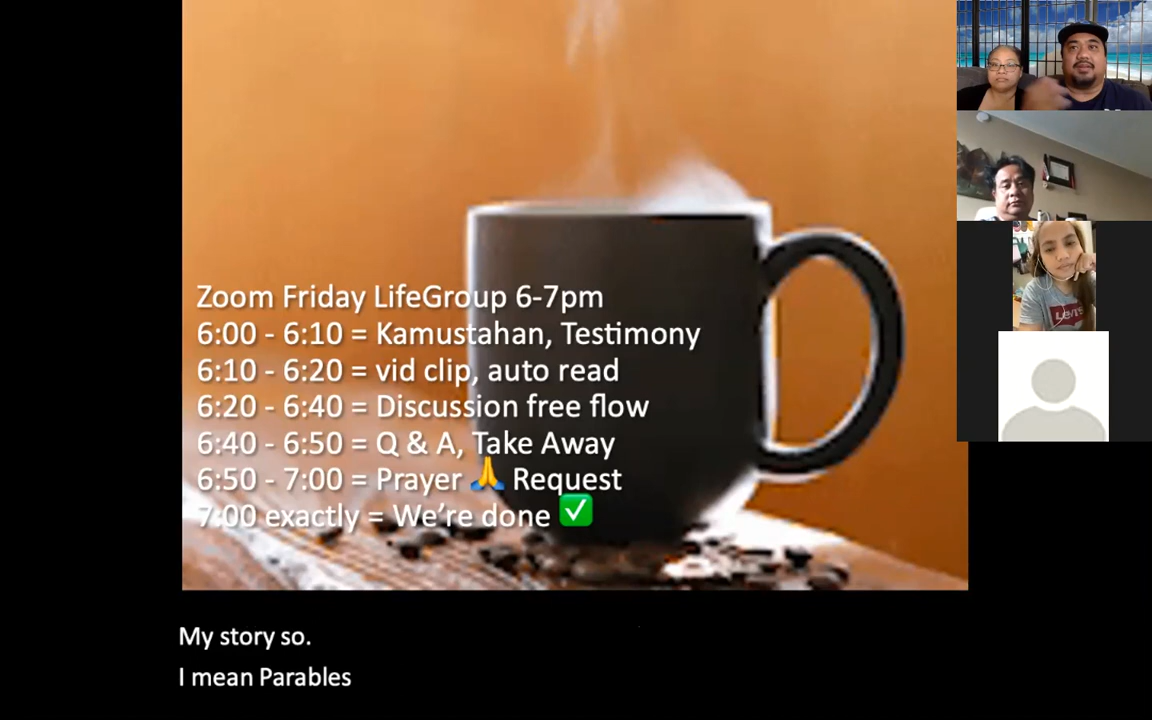 Zoom Friday LifeGroup 6-7pm
6:00 - 6:10 = Kamustahan, Testimony
6:10 - 6:20 = vid clip, auto read
6:20 - 6:40 = Discussion free flow
6:40 - 6:50 = Q & A, Take Away
6:50 - 7:00 = Prayer 🙏 Request
7:00 exactly = We're done ✅
My story so.
I mean Parables
Levi's